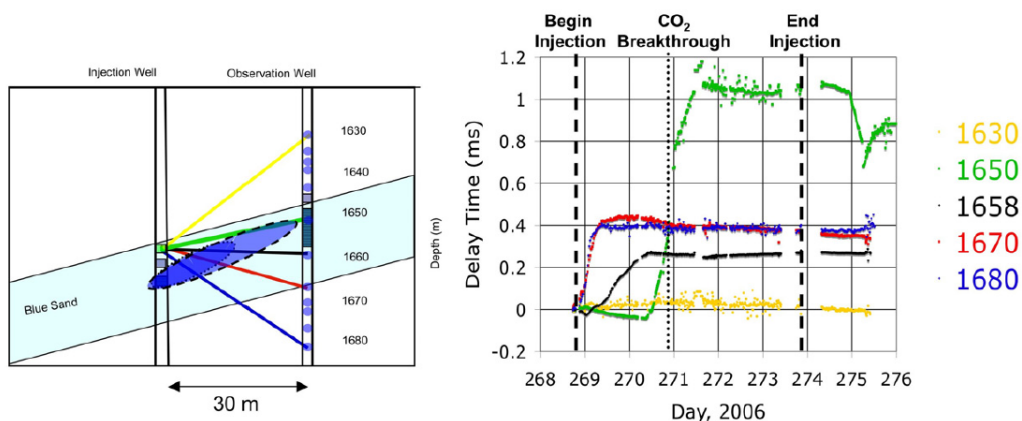 Injection Well
Observation Well
1630
1640
1650
1660
1670
1680
Depth (m)
Blue Sand
30 m
Begin
Injection
CO2
Breakthrough
End
Injection
1.2
1
0.8
0.6
0.4
0.2
0
-0.2
Delay Time (ms)
268 269 270 271 272 273 274 275 276
Day, 2006
1630
1650
1658
1670
1680